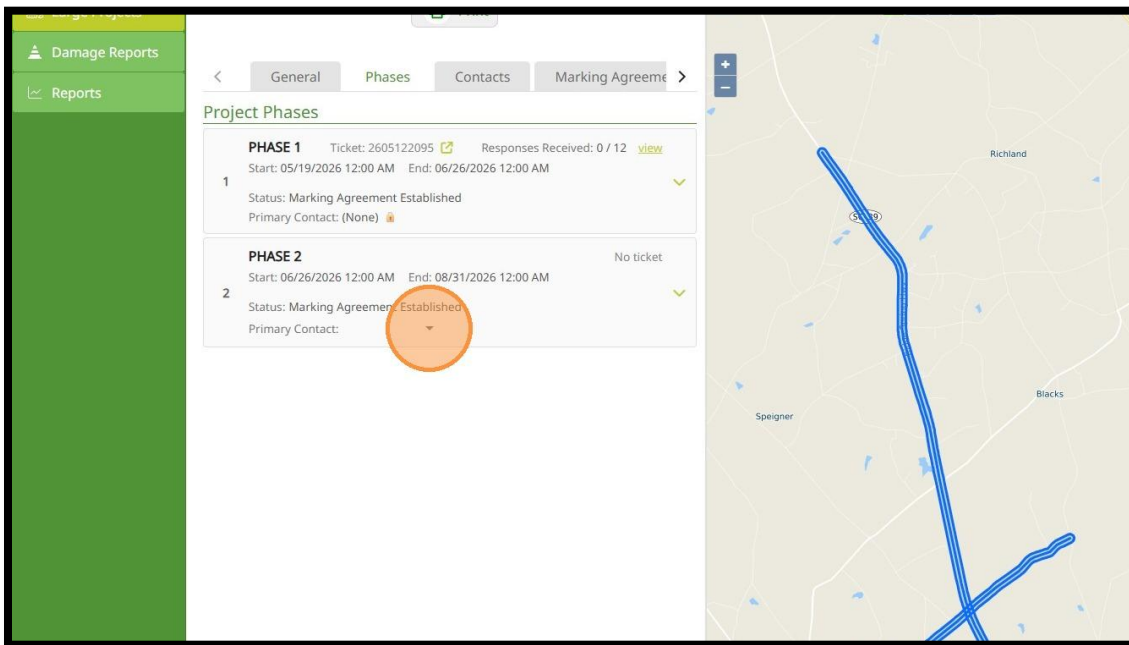 Damage Reports
Reports
General Phases Contacts Marking Agreeme
Project Phases
PHASE 1 Ticket: 2605122095 Responses Received: 0 / 12 view
Start: 05/19/2026 12:00 AM End: 06/26/2026 12:00 AM
1
Status: Marking Agreement Established
Primary Contact: (None)
PHASE 2 No ticket
Start: 06/26/2026 12:00 AM End: 08/31/2026 12:00 AM
2
Status: Marking Agreement Established
Primary Contact:
+
−
Richland
Blacks
Speigner